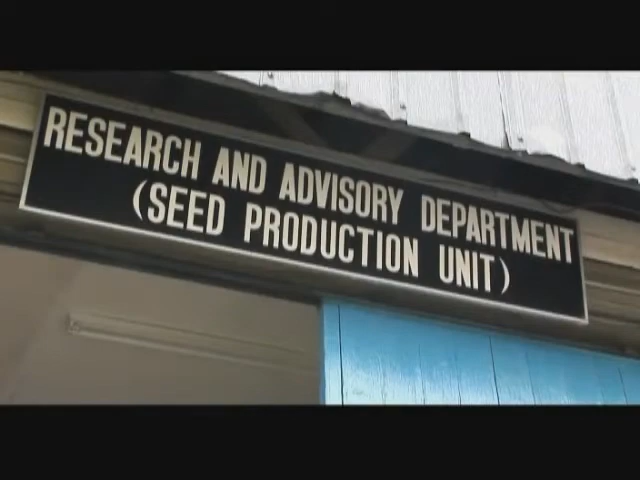 RESEARCH AND ADVISORY DEPARTMENT
(SEED PRODUCTION UNIT)